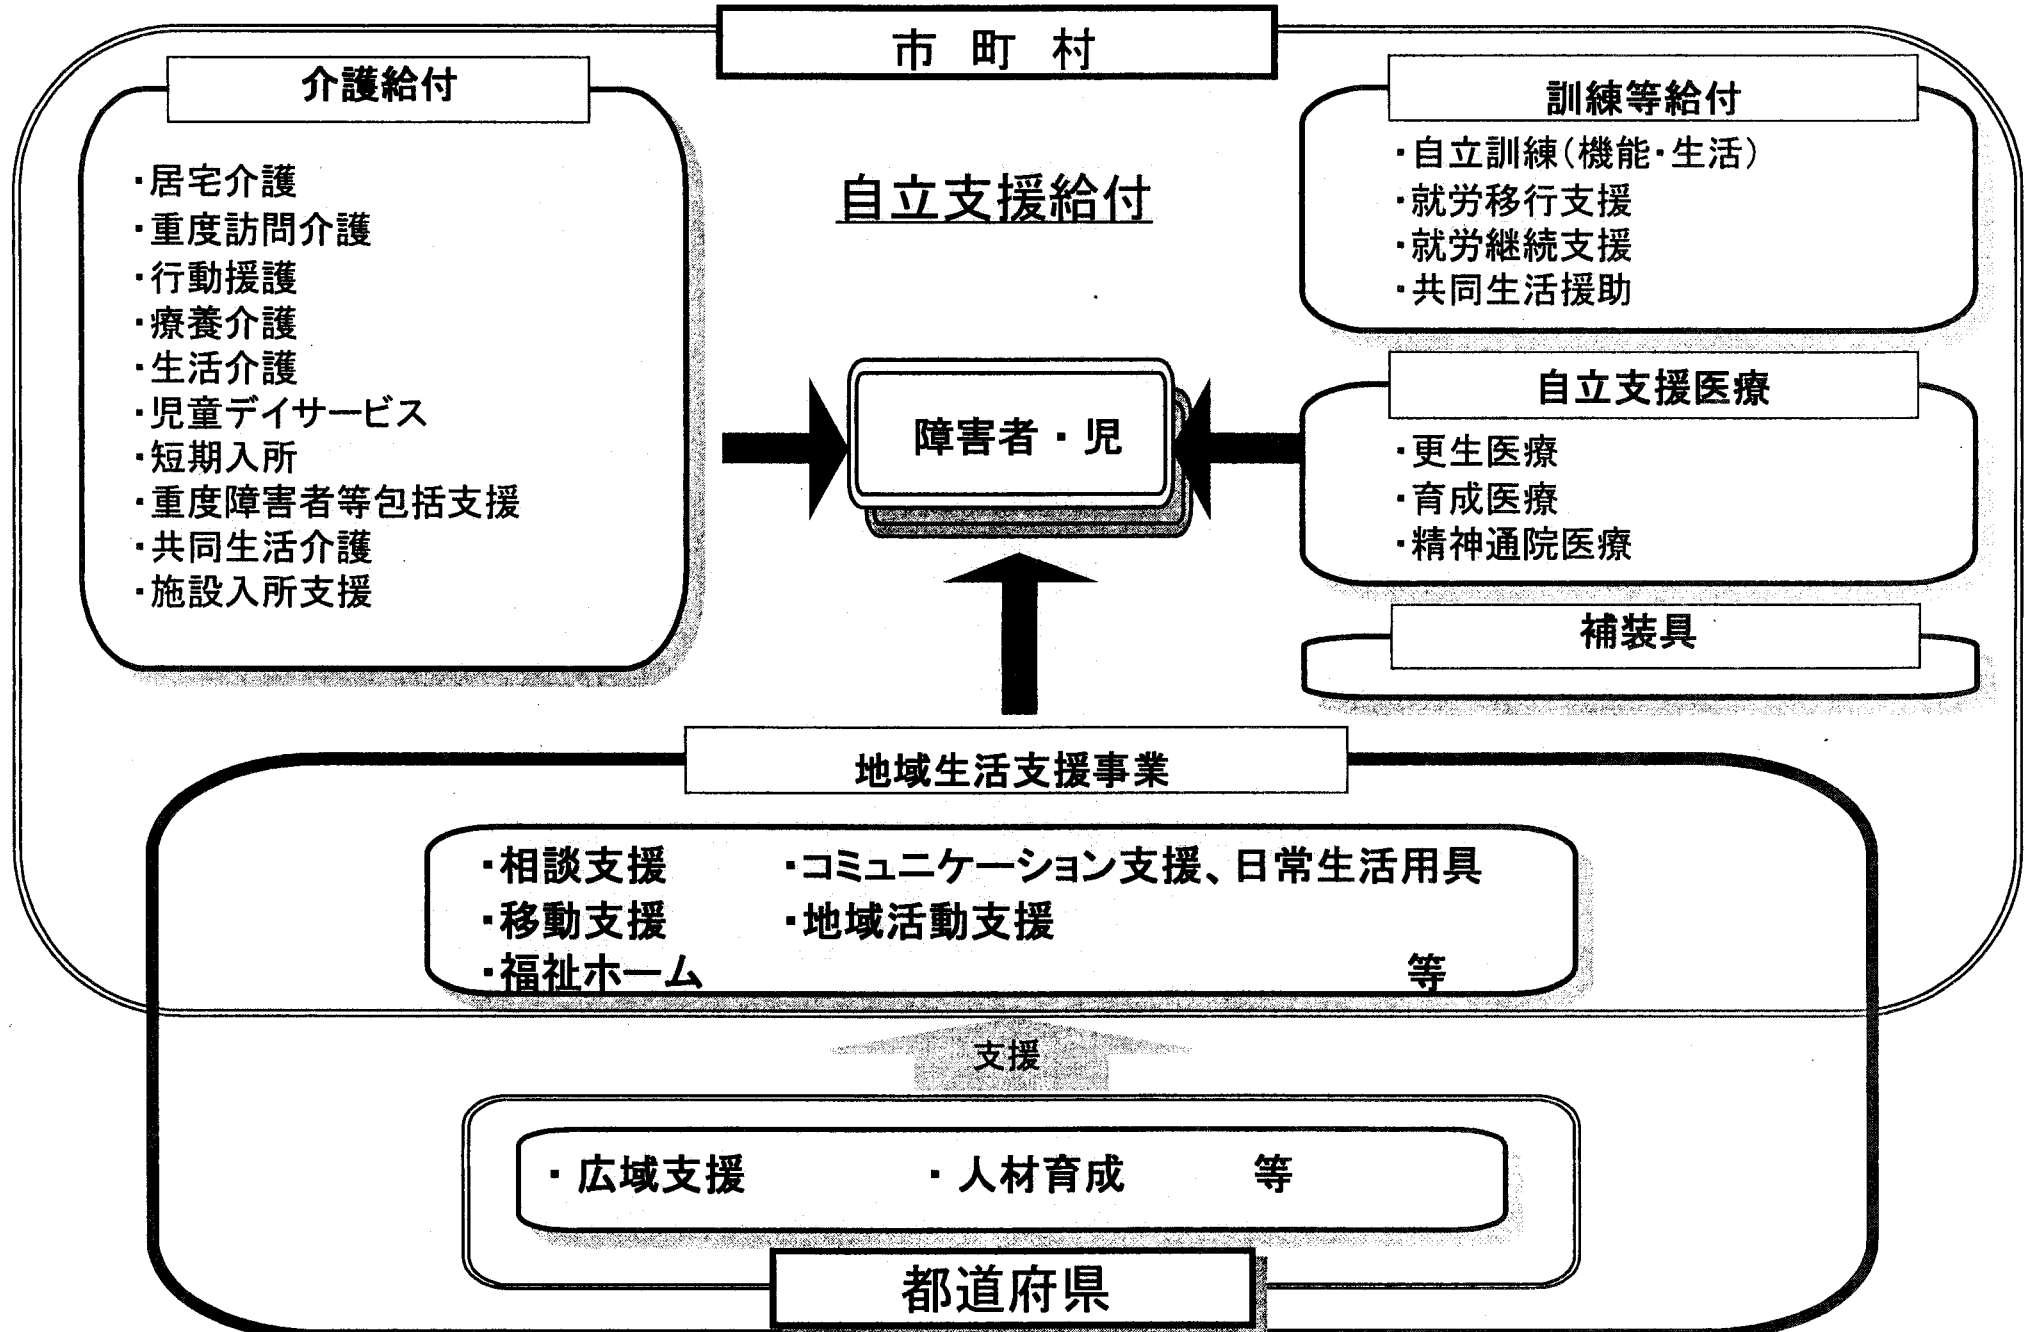 市 町 村
介護給付
・居宅介護
・重度訪問介護
・行動援護
・療養介護
・生活介護
・児童デイサービス
・短期入所
・重度障害者等包括支援
・共同生活介護
・施設入所支援
自立支援給付
訓練等給付
・自立訓練(機能・生活)
・就労移行支援
・就労継続支援
・共同生活援助
障害者・児
自立支援医療
・更生医療
・育成医療
・精神通院医療
補装具
地域生活支援事業
・相談支援 ・コミュニケーション支援、日常生活用具
・移動支援 ・地域活動支援
・福祉ホーム 等
支援
・広域支援 ・人材育成 等
都道府県